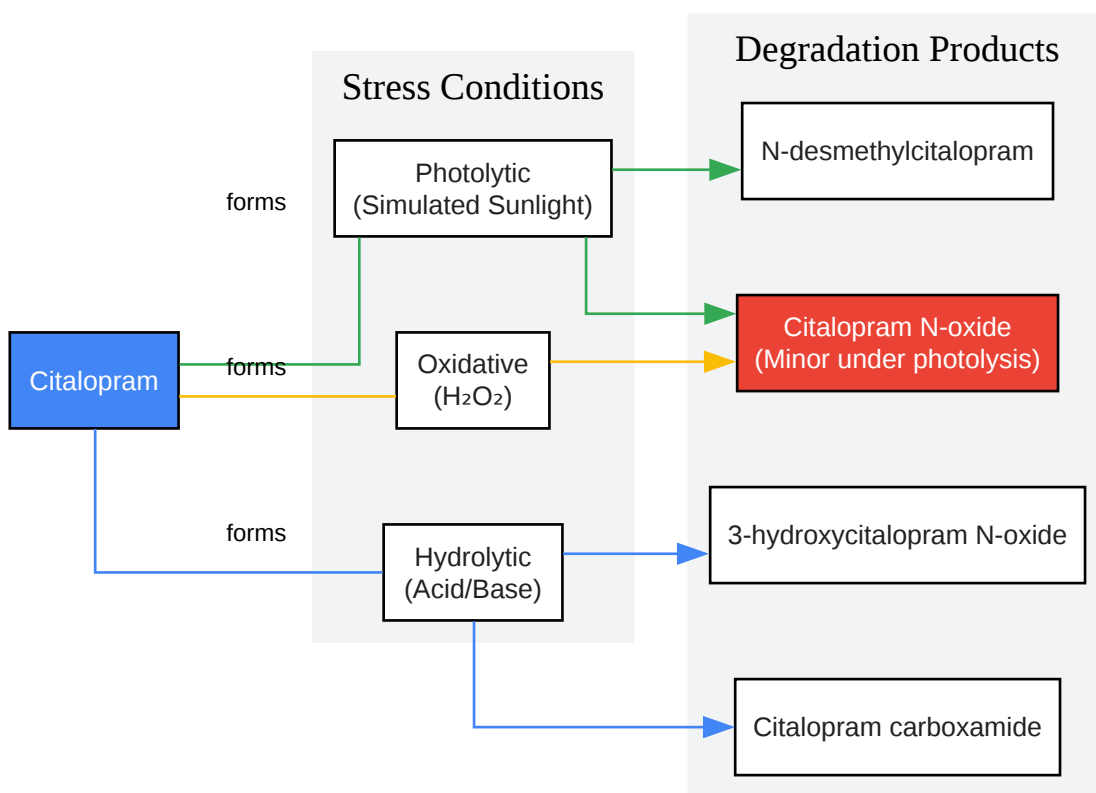 Degradation Products
Stress Conditions
N-desmethylcitalopram
Photolytic
(Simulated Sunlight)
forms
Citalopram N-oxide
(Minor under photolysis)
Oxidative
(H₂O₂)
forms
Citalopram
3-hydroxycitalopram N-oxide
forms
Hydrolytic
(Acid/Base)
Citalopram carboxamide